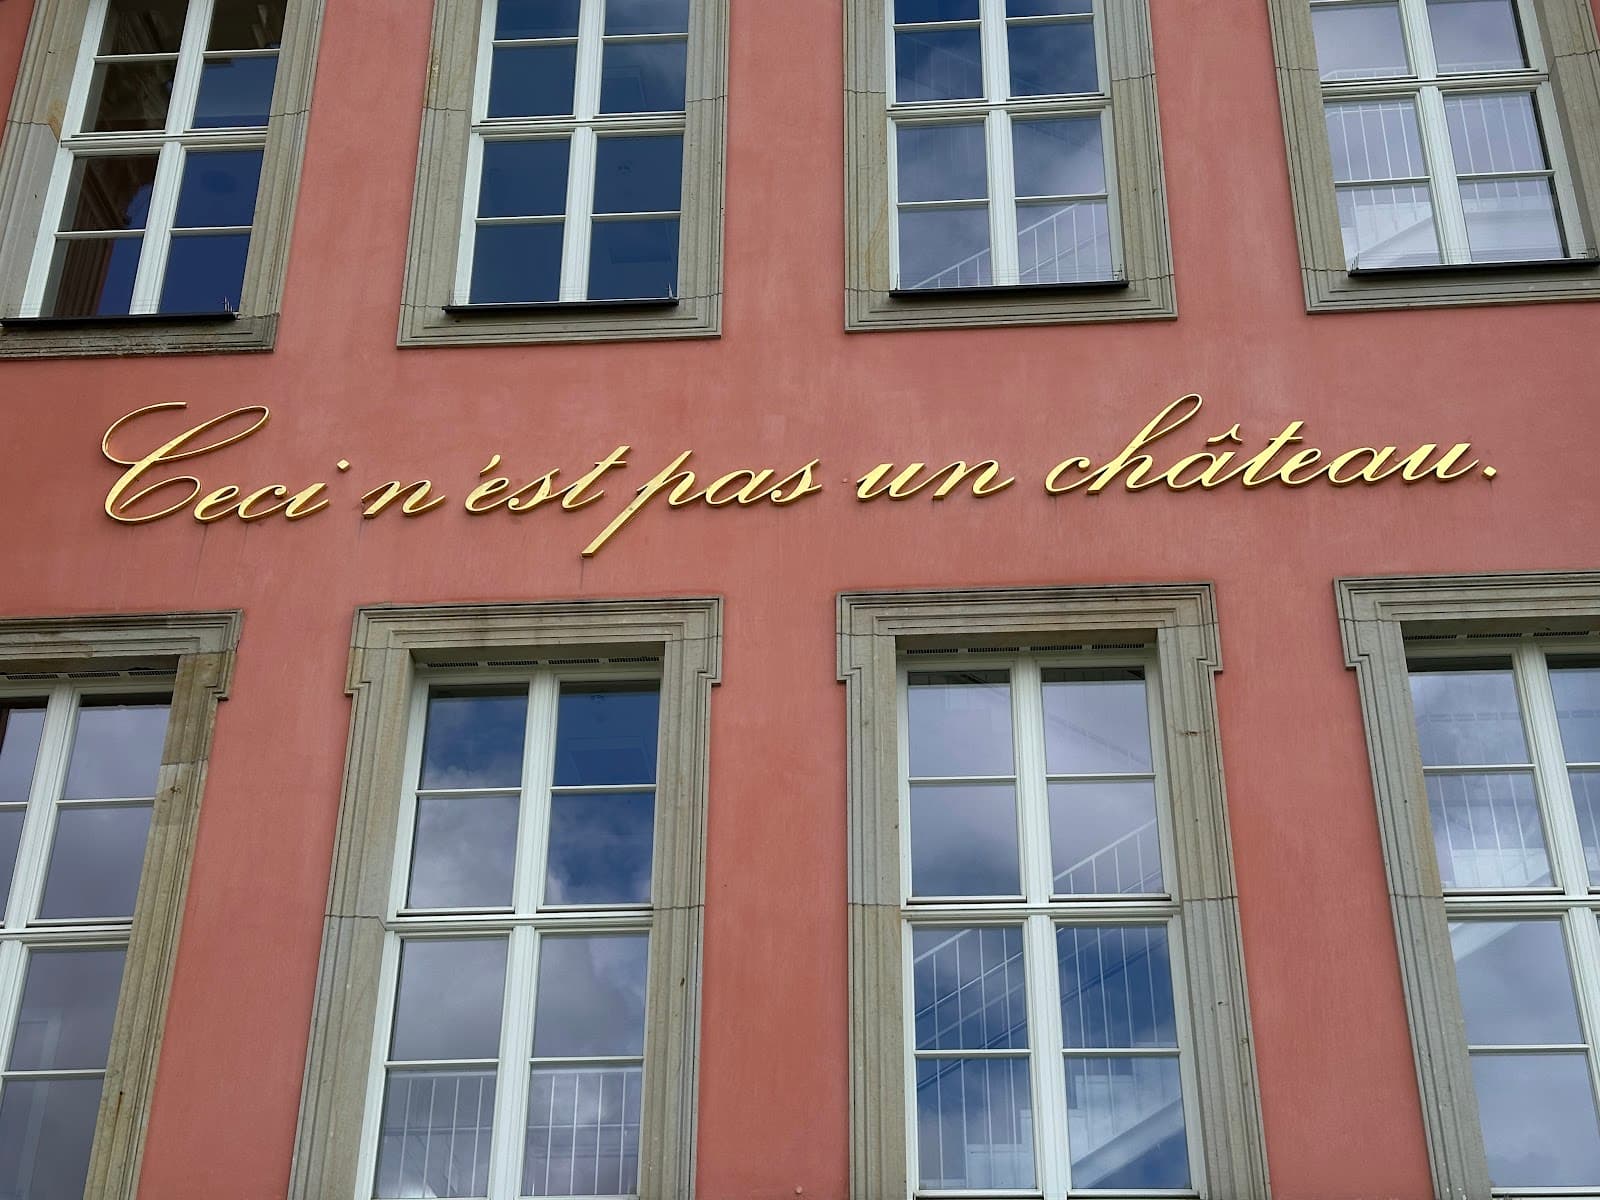 Ceci n'est pas un château.